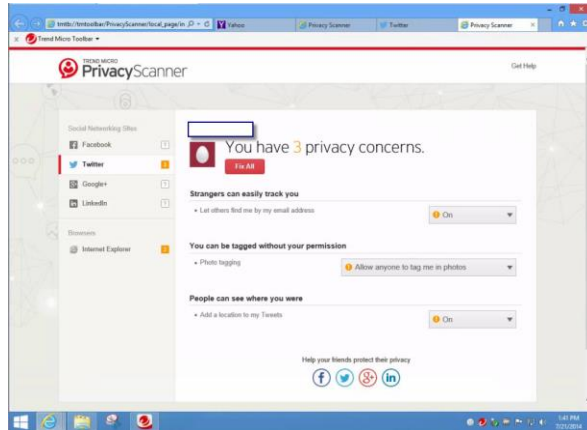 tmtb://tmtoolbar/PrivacyScanner/local_page/in
Yahoo
Privacy Scanner
Twitter
Privacy Scanner
Trend Micro Toolbar
TREND MICRO
PrivacyScanner
Get Help
Social Networking Sites
Facebook
Twitter
Google+
LinkedIn
Browsers
Internet Explorer
You have 3 privacy concerns.
Fix All
Strangers can easily track you
• Let others find me by my email address
On
You can be tagged without your permission
• Photo tagging
Allow anyone to tag me in photos
People can see where you were
• Add a location to my Tweets
On
Help your friends protect their privacy
1:41 PM
7/21/2014